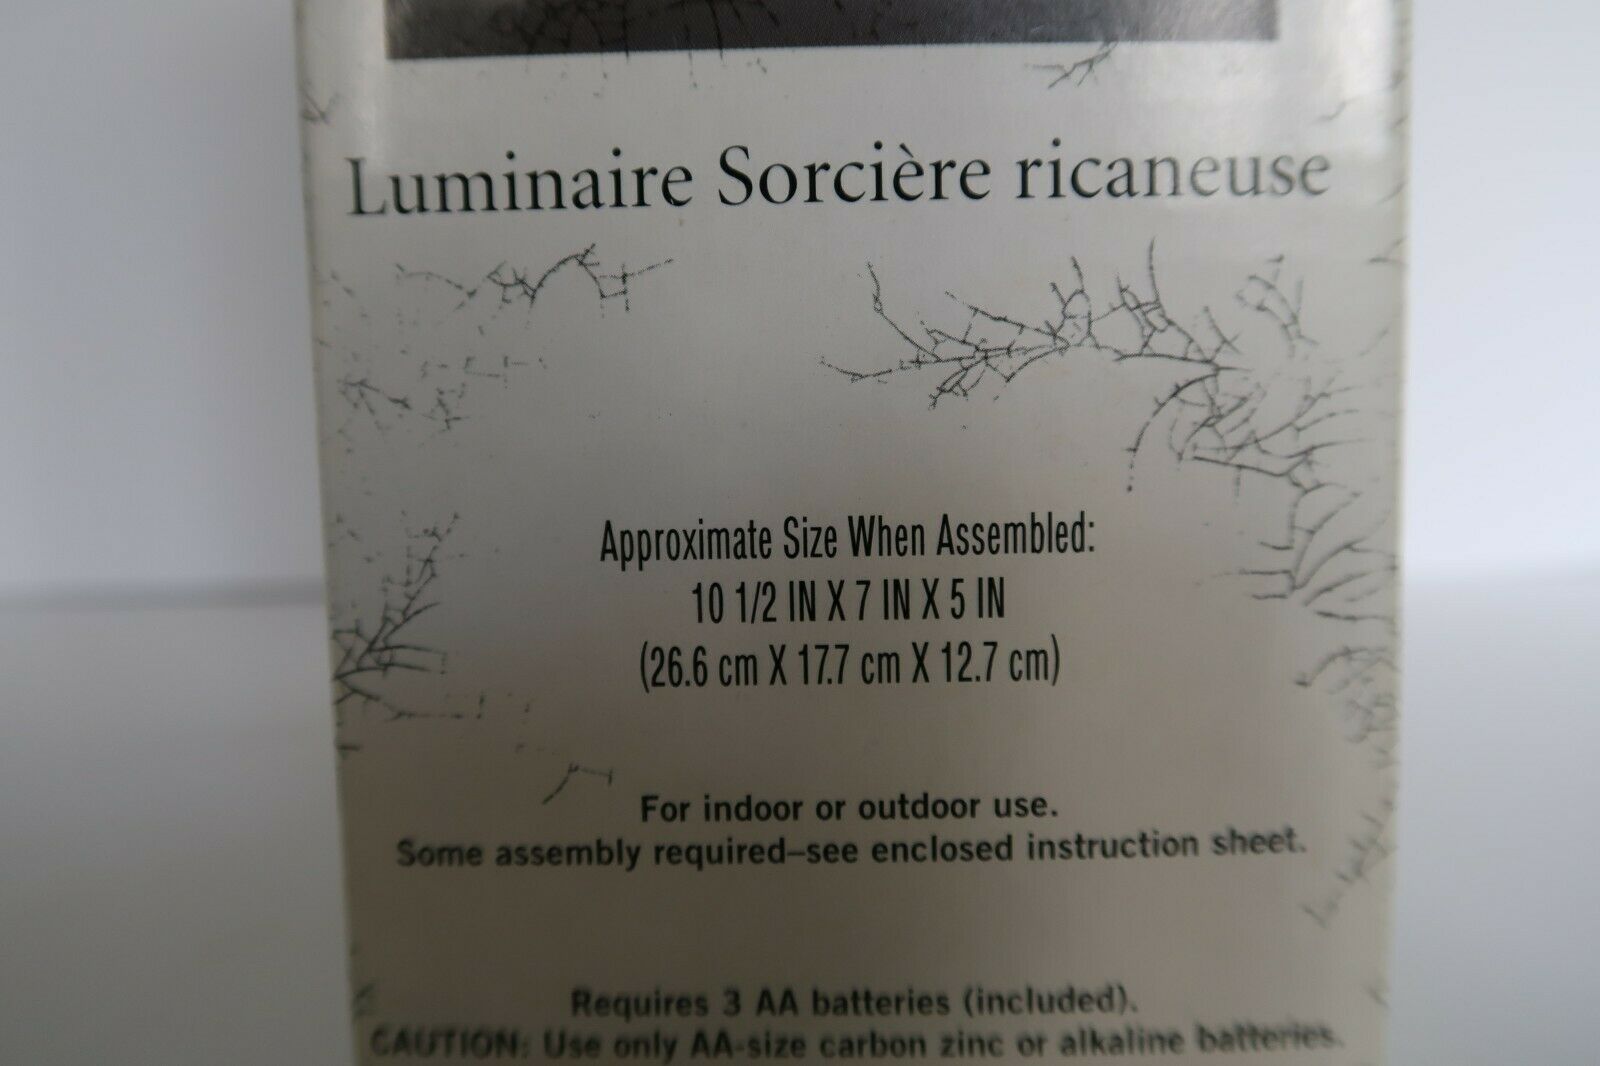 Luminaire Sorcière ricaneuse
Approximate Size When Assembled:
10 1/2 IN X 7 IN X 5 IN
(26.6 cm X 17.7 cm X 12.7 cm)
For indoor or outdoor use.
Some assembly required–see enclosed instruction sheet.
Requires 3 AA batteries (included).
CAUTION: Use only AA-size carbon zinc or alkaline batteries.